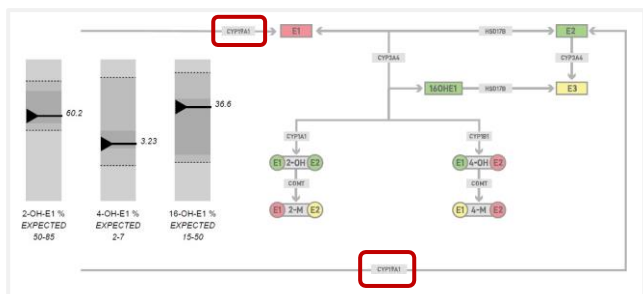 CYP19A1 E1 HSD17B E2
CYP3A4 CYP3A4
60.2 3.23 36.6
16OHE1 HSD17B E3
CYP1A1 CYP1B1
E1 2-OH E2 E1 4-OH E2
COMT COMT
E1 2-M E2 E1 4-M E2
2-OH-E1 % 4-OH-E1 % 16-OH-E1 %
EXPECTED EXPECTED EXPECTED
50-85 2-7 15-50
CYP19A1